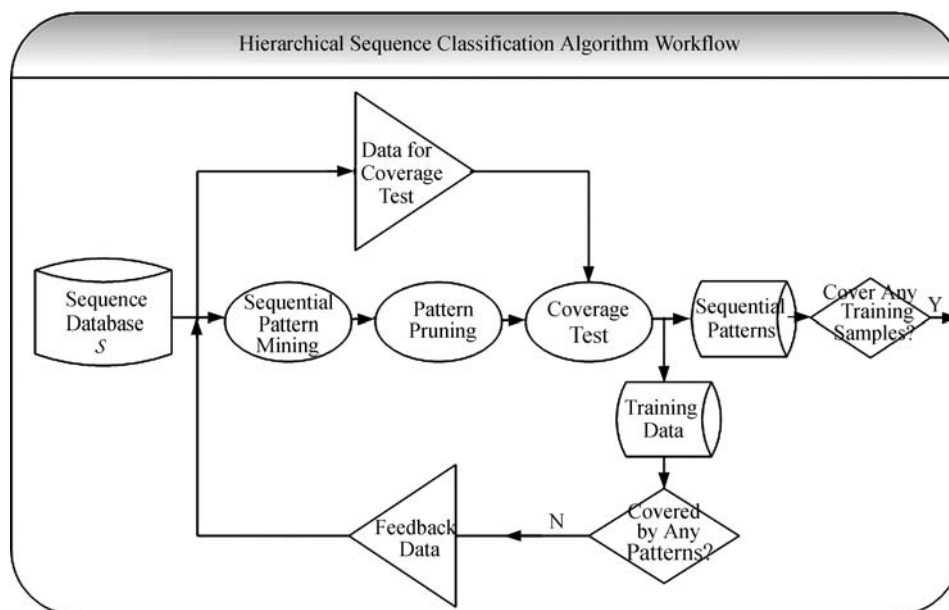 Hierarchical Sequence Classification Algorithm Workflow
Data for
Coverage
Test
Sequence
Database
S
Sequential
Pattern
Mining
Pattern
Pruning
Coverage
Test
Sequential
Patterns
Cover Any
Training
Samples?
Y
Training
Data
Covered
by Any
Patterns?
N
Feedback
Data